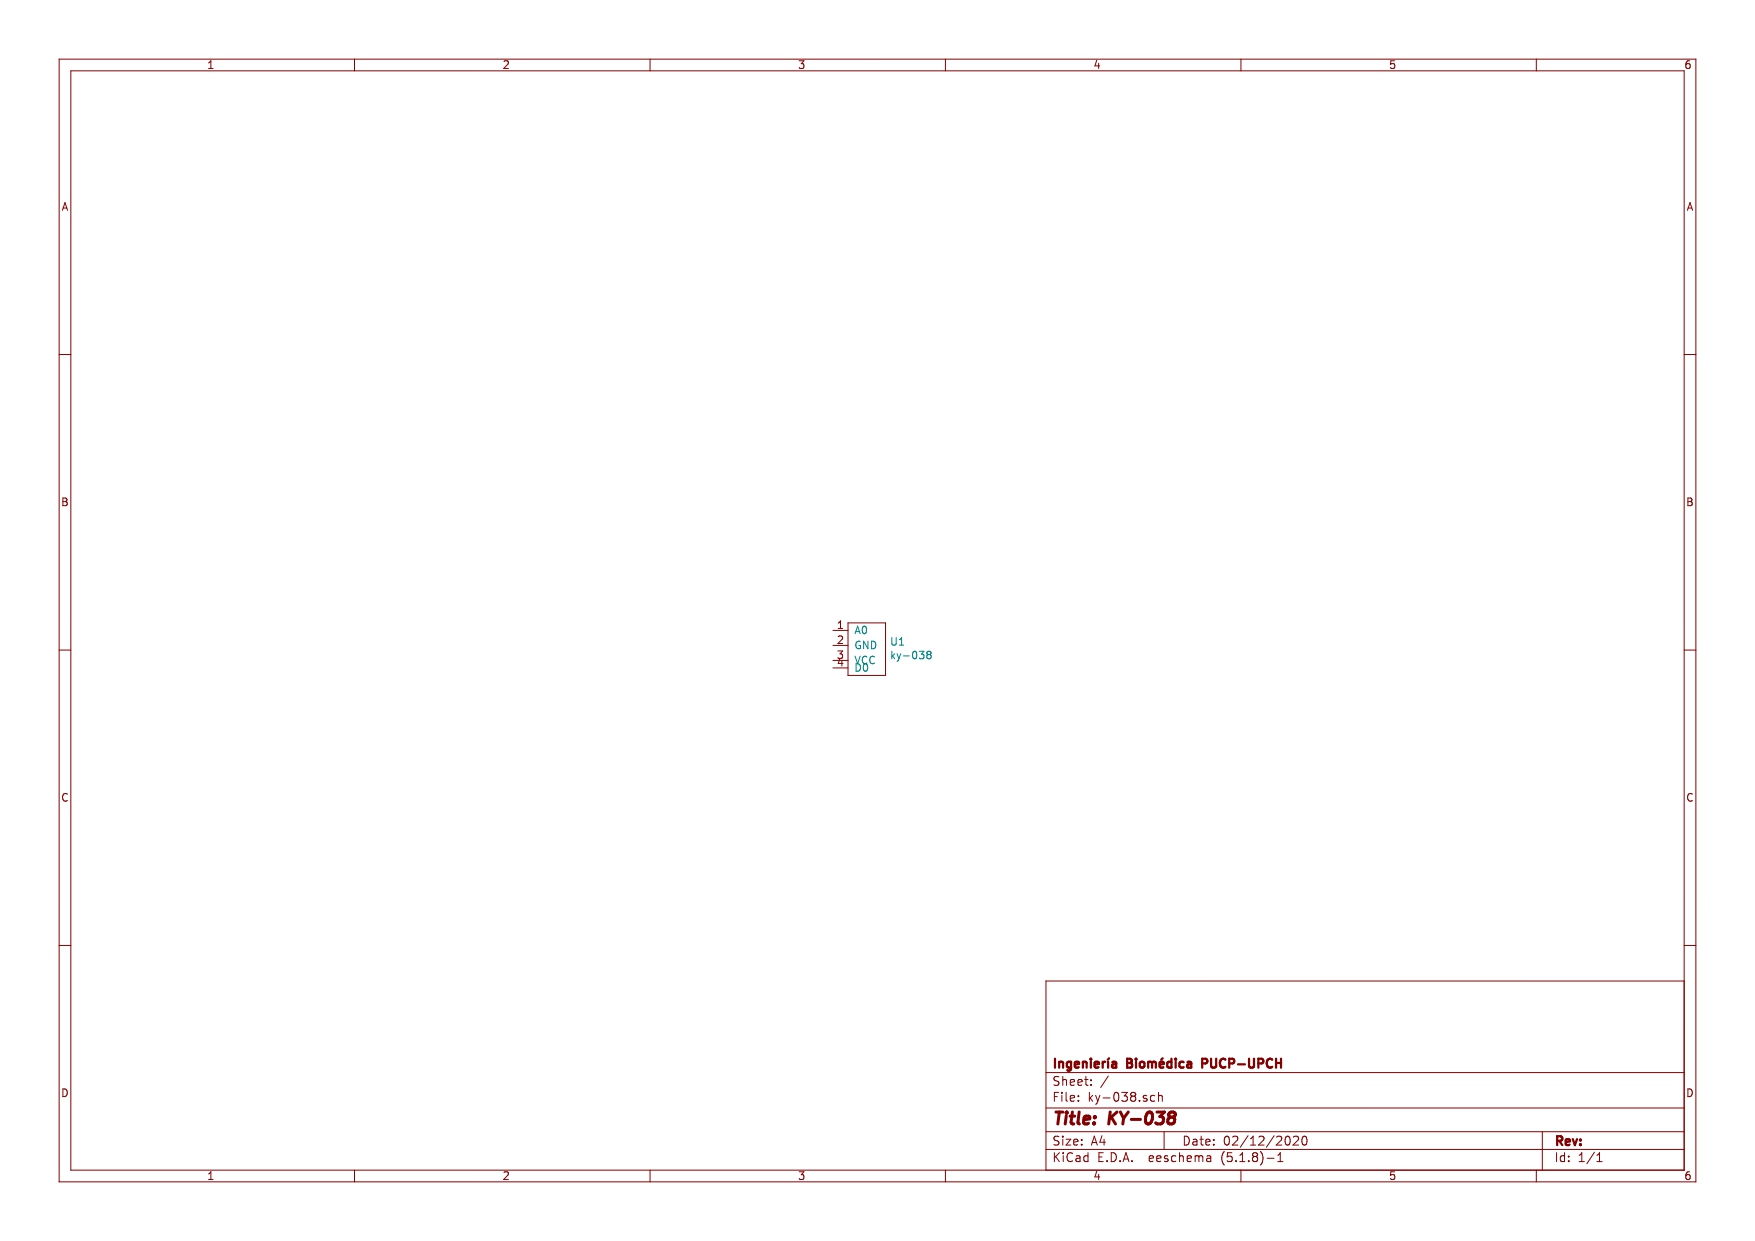 1 2 3 4 5 6
A A
B B
1 A0
2 GND
3 VCC
4 D0
U1
ky-038
C C
Ingeniería Biomédica PUCP-UPCH
Sheet: /
File: ky-038.sch
D D
Title: KY-038
Size: A4 Date: 02/12/2020 Rev:
KiCad E.D.A. eeschema (5.1.8)-1 Id: 1/1
1 2 3 4 5 6